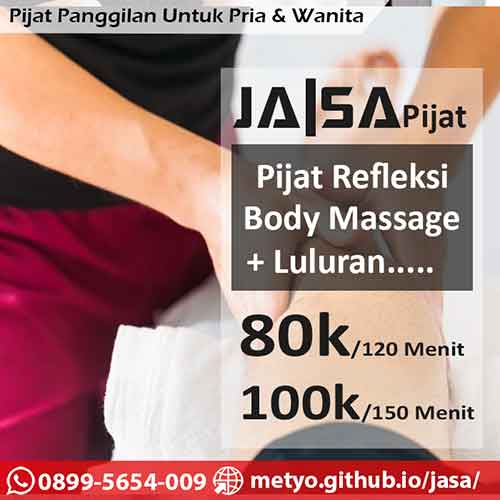 Pijat Panggilan Untuk Pria & Wanita
JA|SA Pijat
Pijat Refleksi
Body Massage
+ Luluran.....
80k/120 Menit
100k/150 Menit
0899-5654-009 metyo.github.io/jasa/